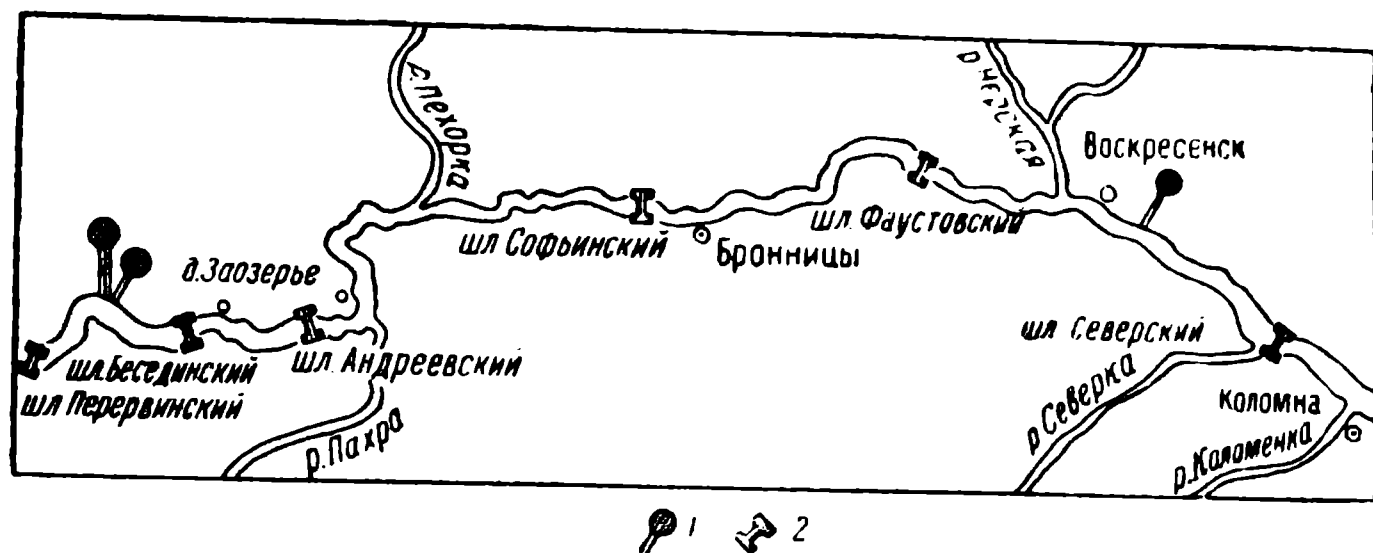 р. Пехорка
р. Нерская
Воскресенск
шл. Фаустовский
шл Софьинский
Бронницы
д. Заозерье
шл. Северский
шл. Бесединский
шл. Андреевский
шл Перервинский
р. Северка
коломна
р. Пахра
р. Коломенка
1 2